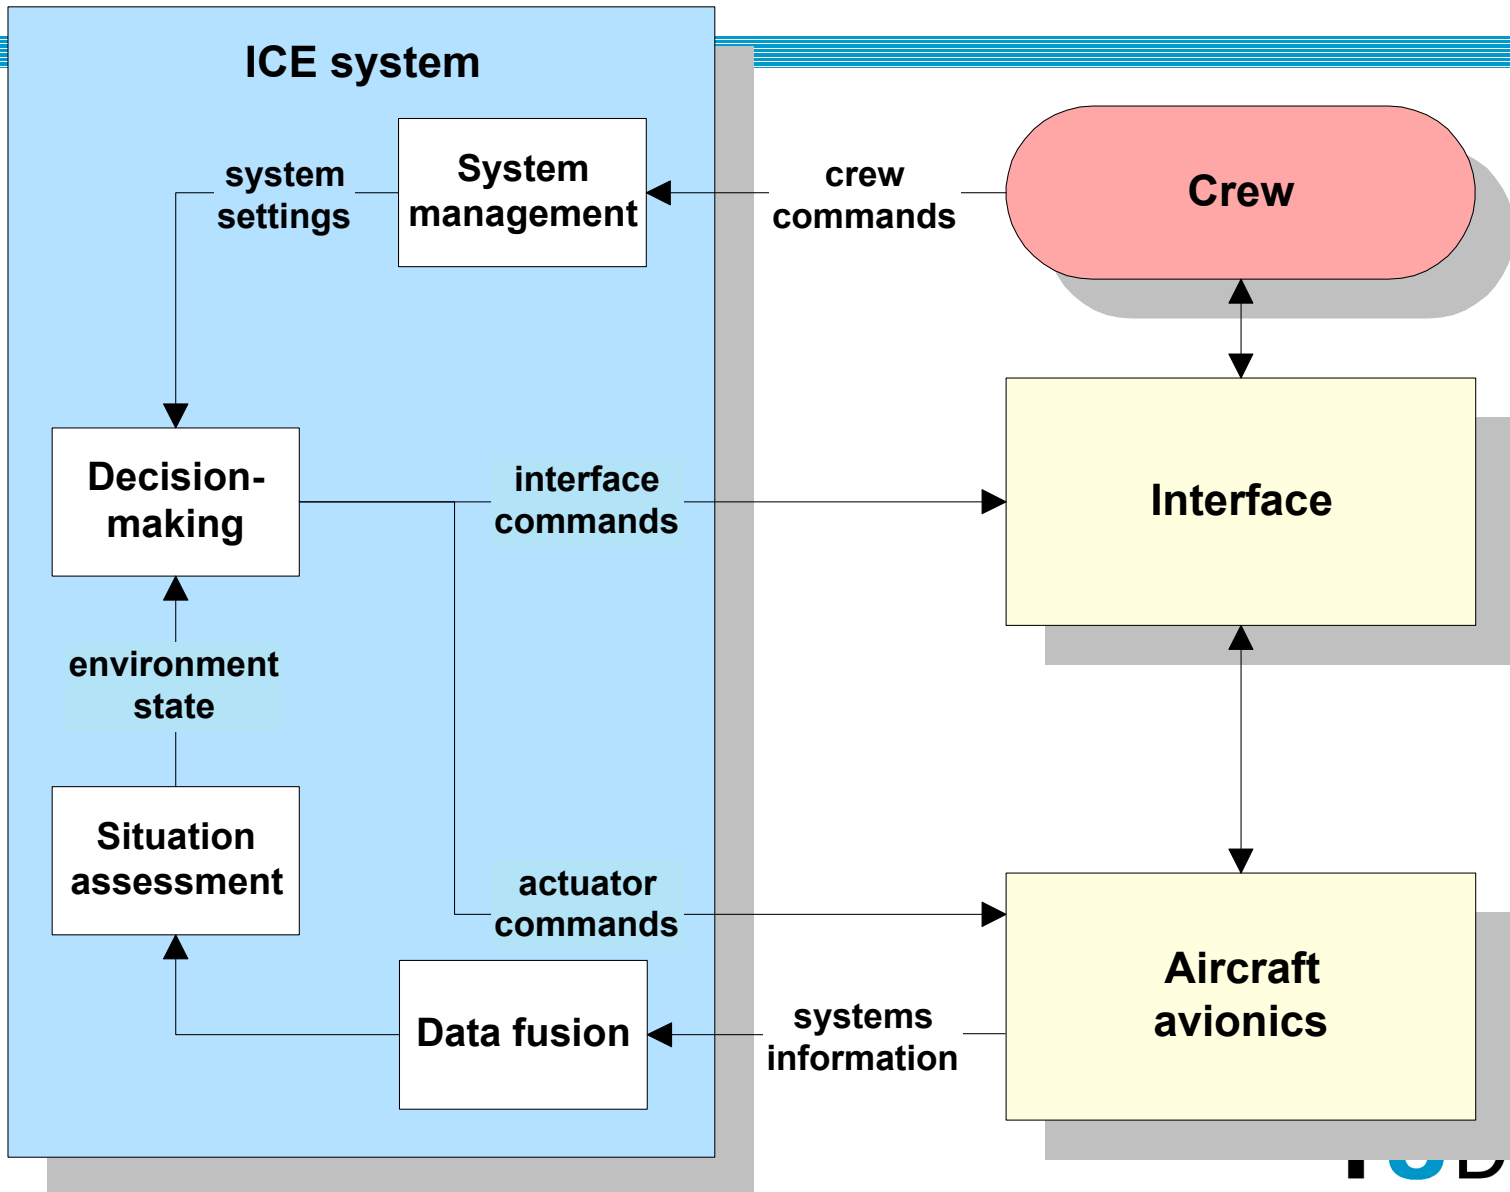 ICE system
system
settings
System
management
crew
commands
Crew
Decision-
making
interface
commands
Interface
environment
state
Situation
assessment
actuator
commands
Aircraft
avionics
Data fusion
systems
information